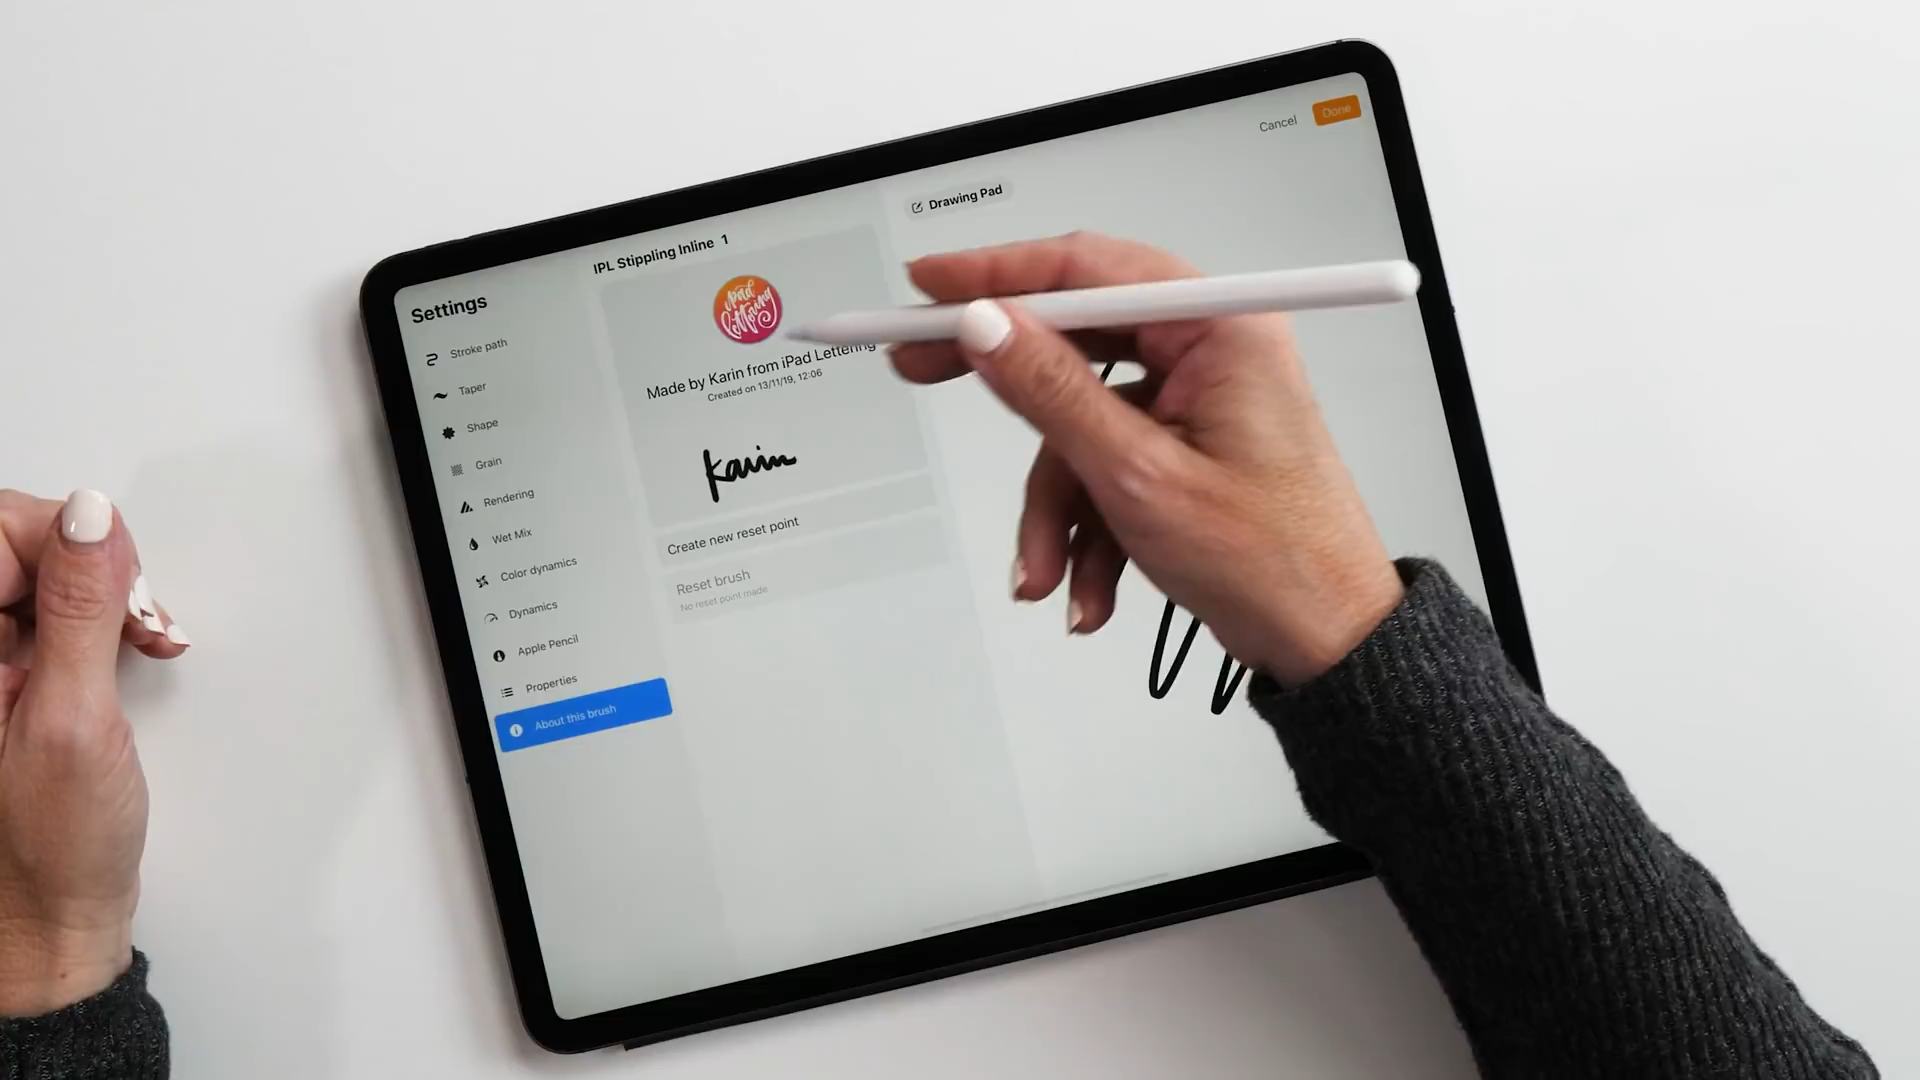 Cancel
Done
Drawing Pad
IPL Stippling Inline 1
Settings
Stroke path
Taper
Shape
Grain
Rendering
Wet Mix
Color dynamics
Dynamics
Apple Pencil
Properties
About this brush
iPad
Lettering
Made by Karin from iPad Lettering
Created on 13/11/19, 12:06
Karin
Create new reset point
Reset brush
No reset point made